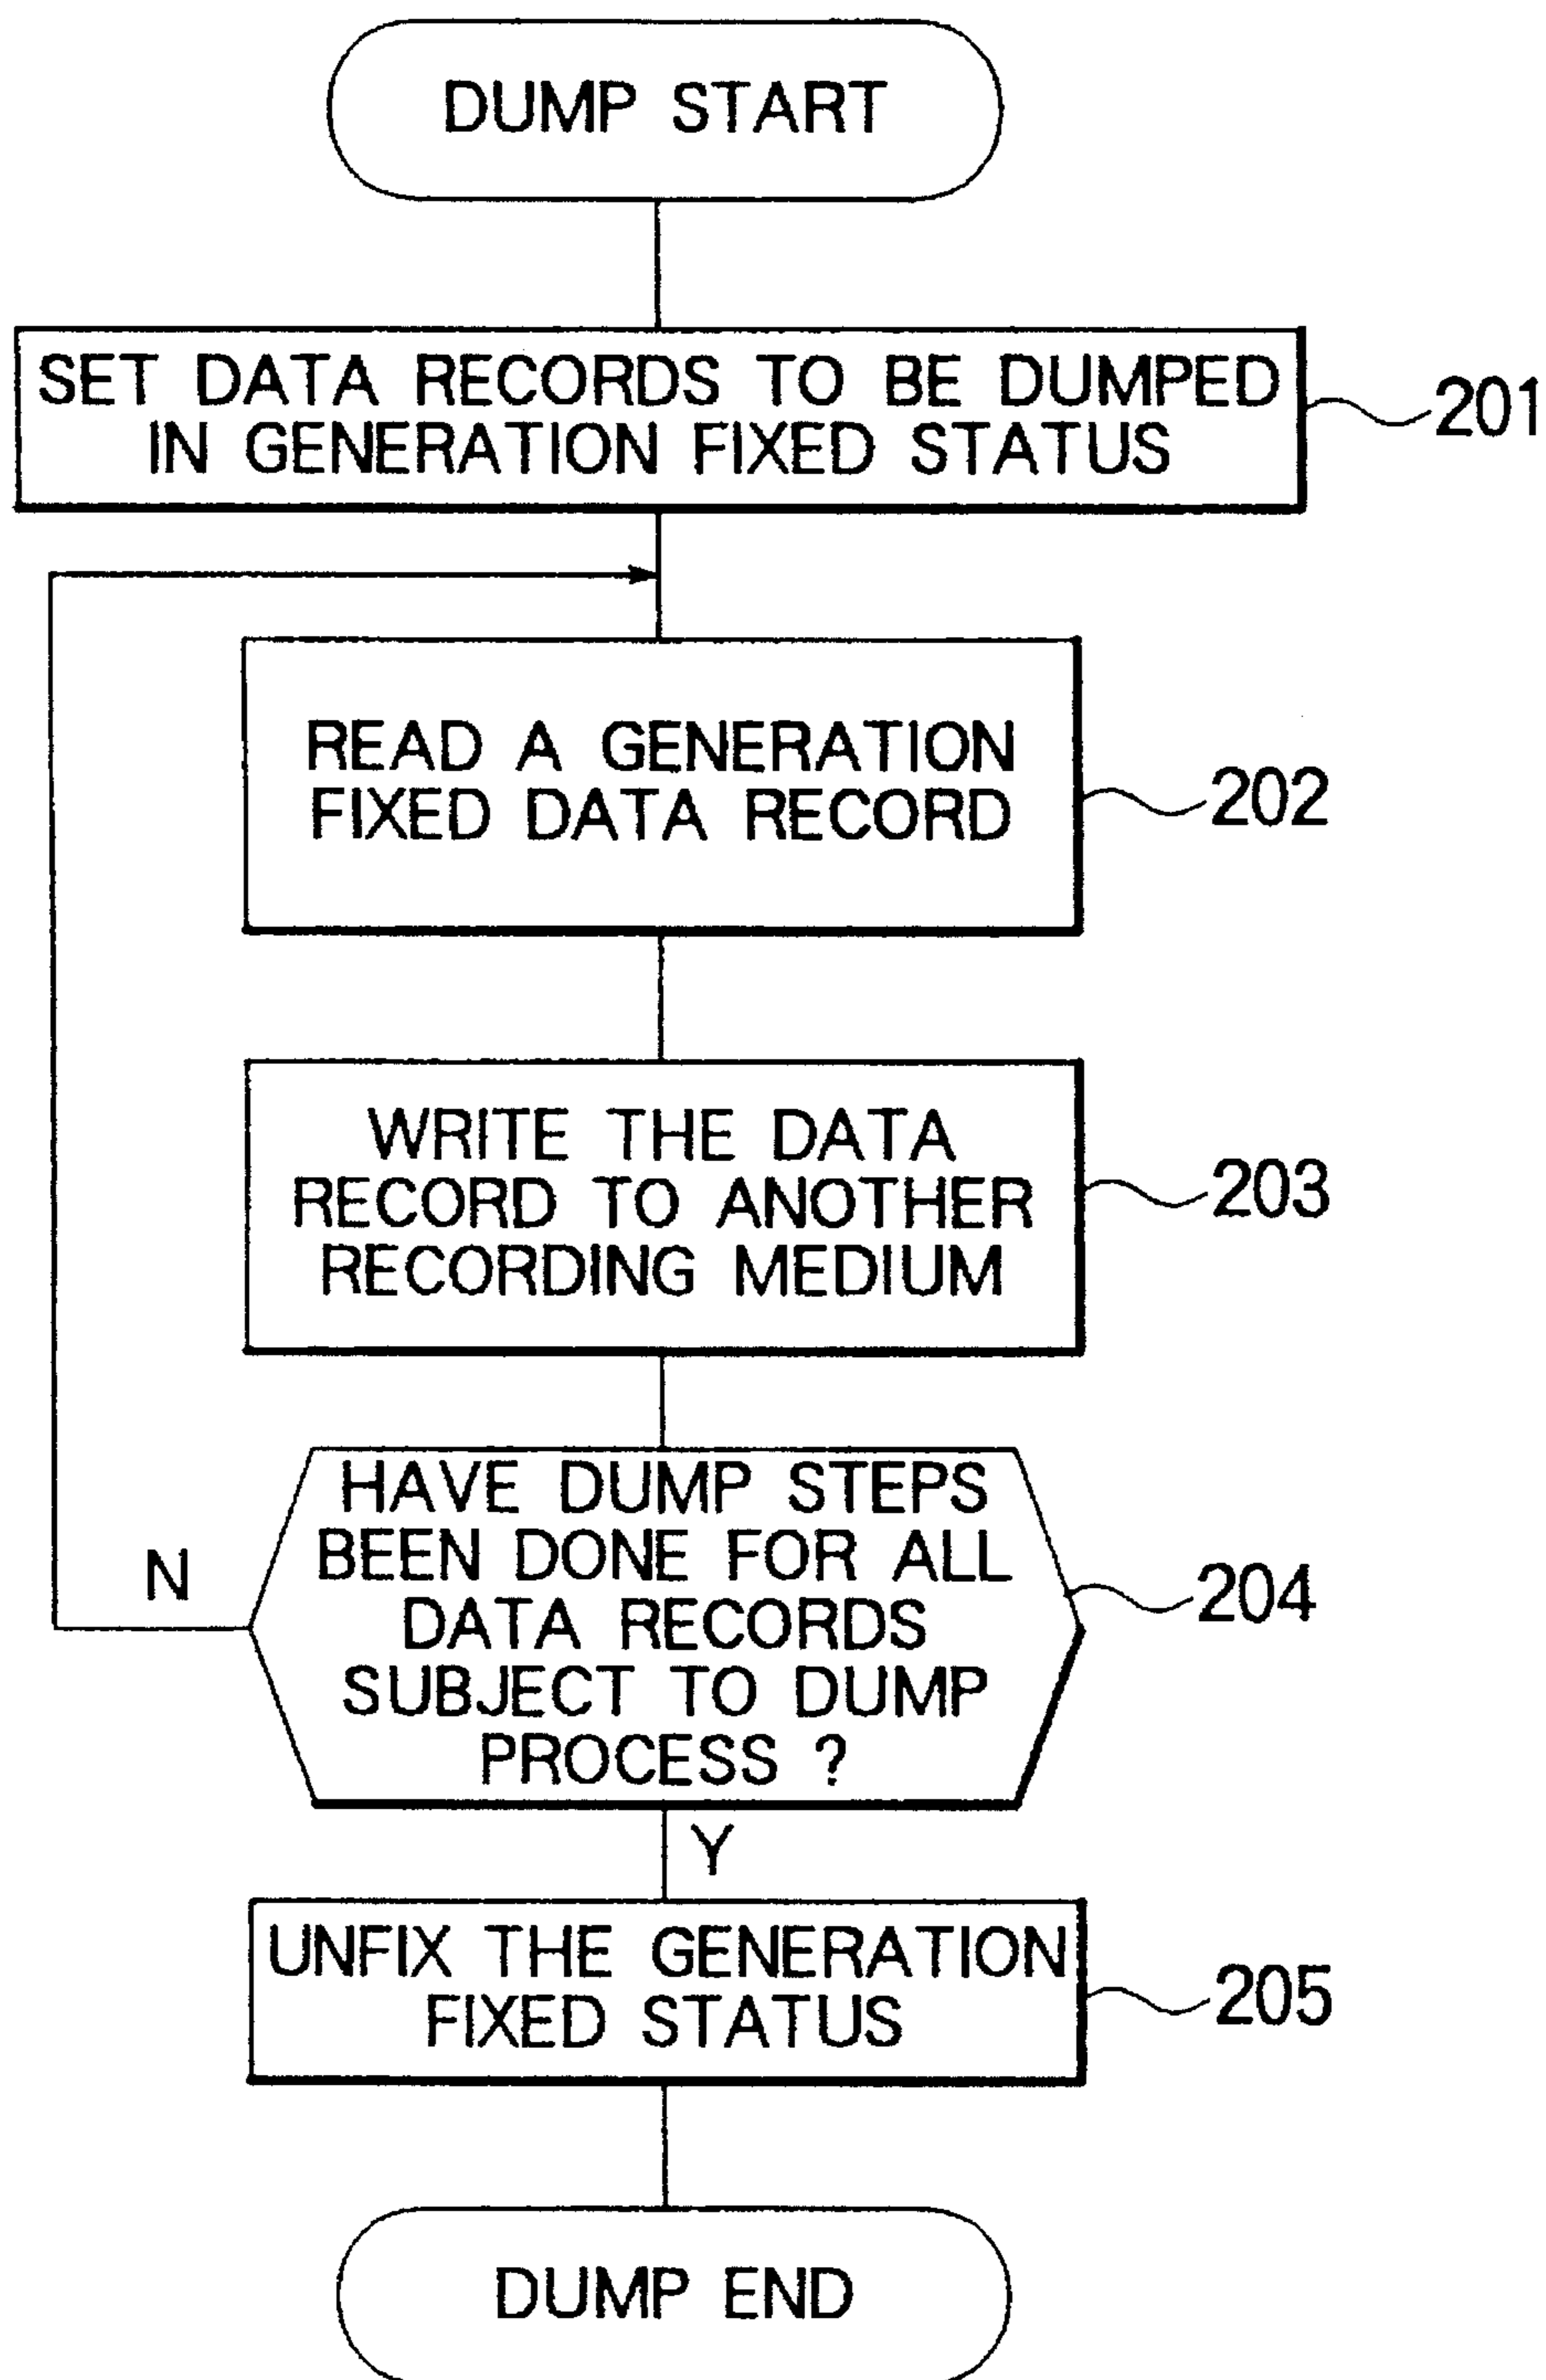 DUMP START
SET DATA RECORDS TO BE DUMPED
IN GENERATION FIXED STATUS
201
READ A GENERATION
FIXED DATA RECORD
202
WRITE THE DATA
RECORD TO ANOTHER
RECORDING MEDIUM
203
HAVE DUMP STEPS
BEEN DONE FOR ALL
DATA RECORDS
SUBJECT TO DUMP
PROCESS ?
204
N
Y
UNFIX THE GENERATION
FIXED STATUS
205
DUMP END